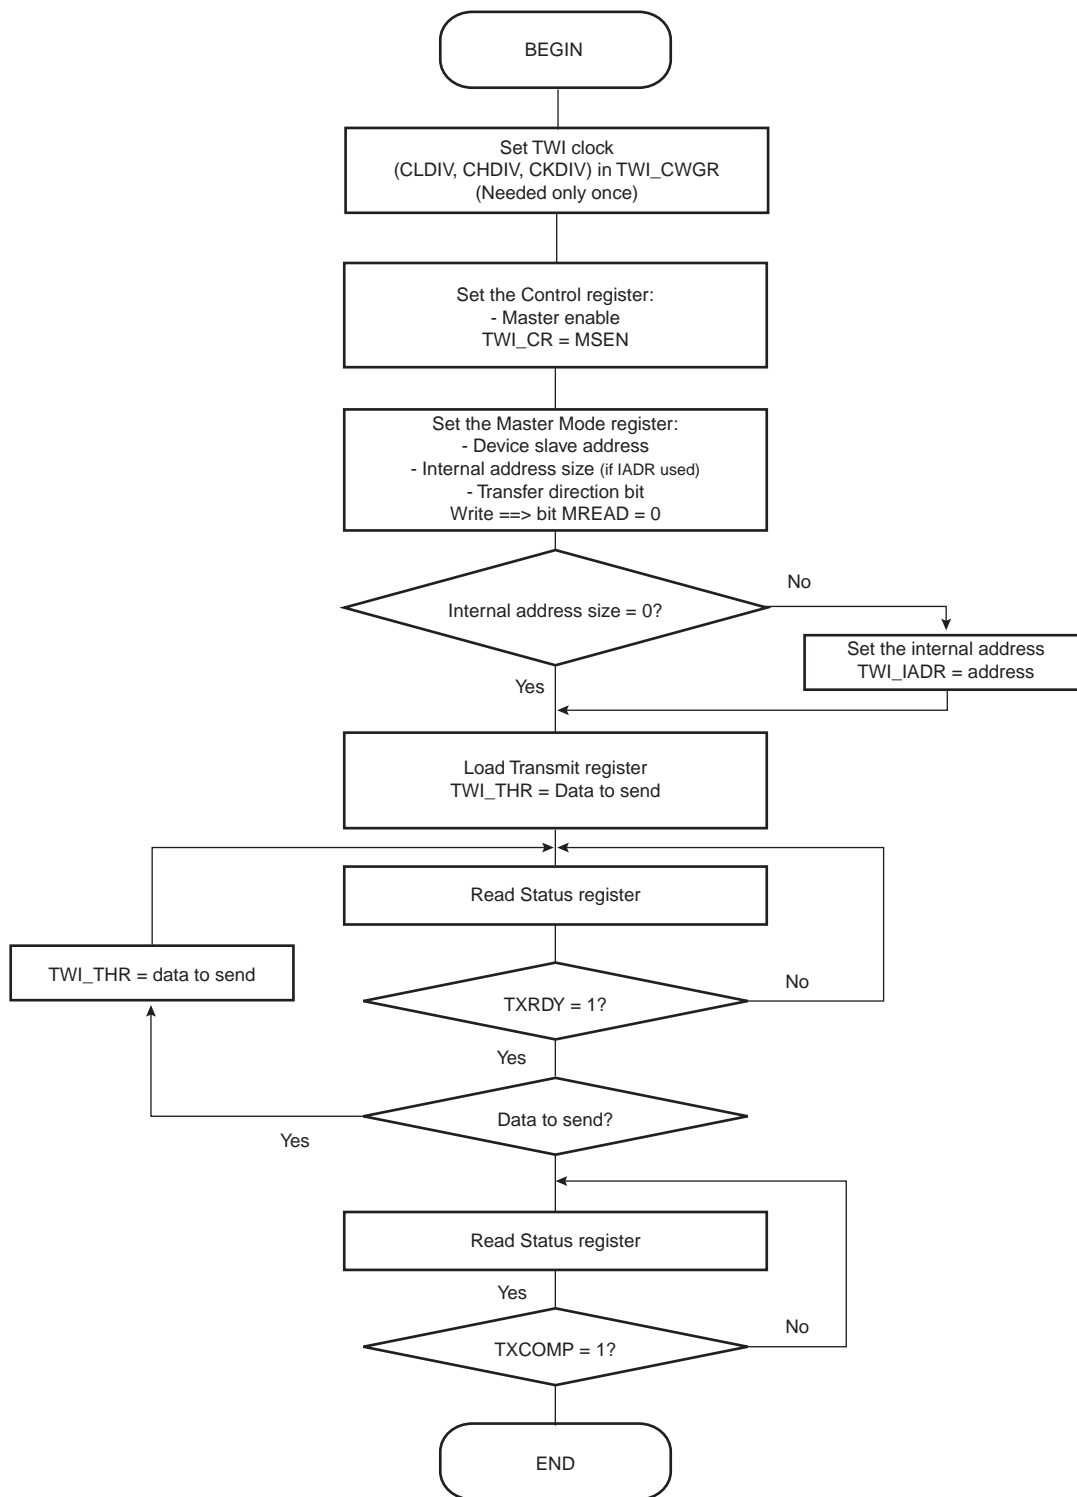 BEGIN
Set TWI clock
(CLDIV, CHDIV, CKDIV) in TWI_CWGR
(Needed only once)
Set the Control register:
- Master enable
TWI_CR = MSEN
Set the Master Mode register:
- Device slave address
- Internal address size (if IADR used)
- Transfer direction bit
Write ==> bit MREAD = 0
No
Internal address size = 0?
Set the internal address
TWI_IADR = address
Yes
Load Transmit register
TWI_THR = Data to send
Read Status register
TWI_THR = data to send
No
TXRDY = 1?
Yes
Data to send?
Yes
Read Status register
Yes
No
TXCOMP = 1?
END